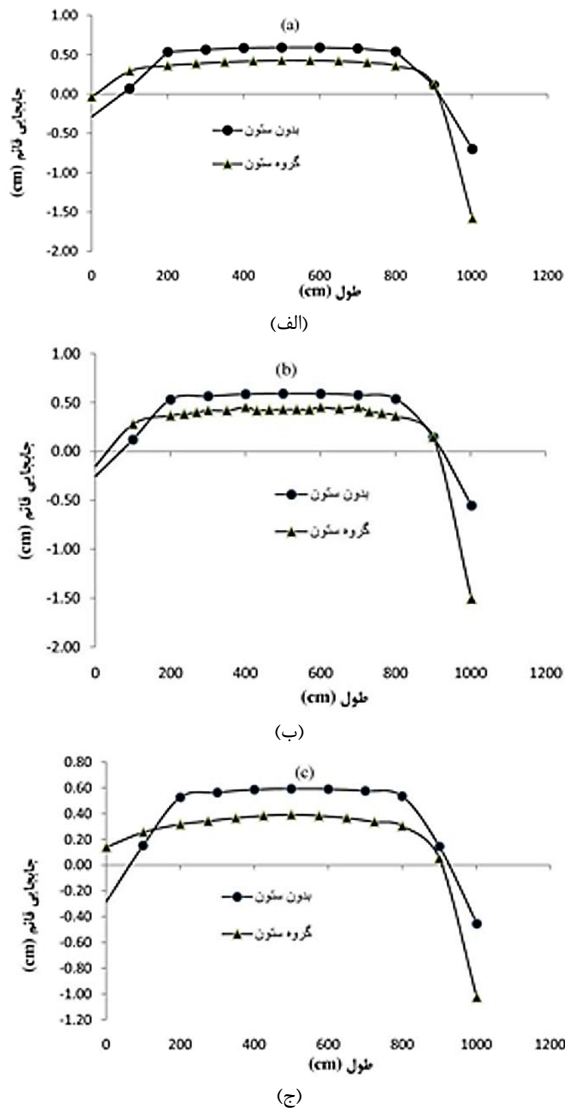 (a)
1.00
0.50
0.00
-0.50
-1.00
-1.50
-2.00
جابجایی قائم (cm)
بدون ستون
گروه ستون
0 200 400 600 800 1000 1200
طول (cm)
(الف)
(b)
1.00
0.50
0.00
-0.50
-1.00
-1.50
-2.00
جابجایی قائم (cm)
بدون ستون
گروه ستون
0 200 400 600 800 1000 1200
طول (cm)
(ب)
(c)
0.80
0.60
0.40
0.20
0.00
-0.20
-0.40
-0.60
-0.80
-1.00
-1.20
جابجایی قائم (cm)
بدون ستون
گروه ستون
0 200 400 600 800 1000 1200
طول (cm)
(ج)